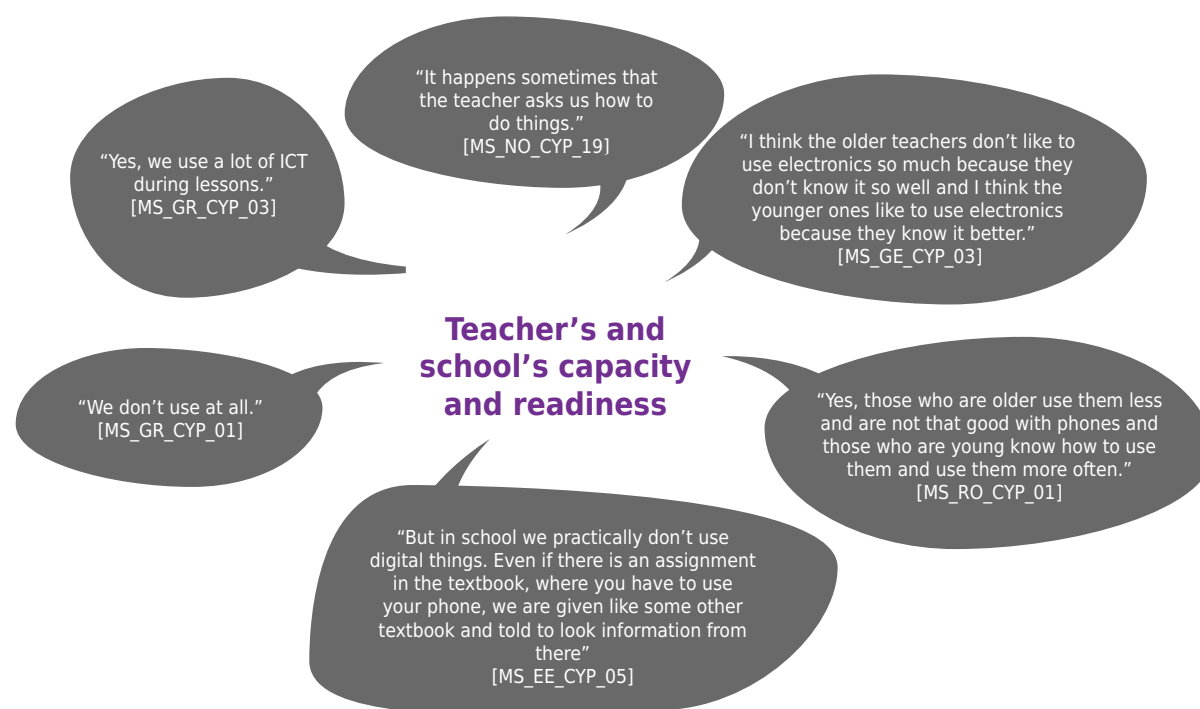 “It happens sometimes that
the teacher asks us how to
do things.”
[MS_NO_CYP_19]
“Yes, we use a lot of ICT
during lessons.”
[MS_GR_CYP_03]
“I think the older teachers don’t like to
use electronics so much because they
don’t know it so well and I think the
younger ones like to use electronics
because they know it better.”
[MS_GE_CYP_03]
Teacher’s and
school’s capacity
and readiness
“We don’t use at all.”
[MS_GR_CYP_01]
“Yes, those who are older use them less
and are not that good with phones and
those who are young know how to use
them and use them more often.”
[MS_RO_CYP_01]
“But in school we practically don’t use
digital things. Even if there is an assignment
in the textbook, where you have to use
your phone, we are given like some other
textbook and told to look information from
there”
[MS_EE_CYP_05]